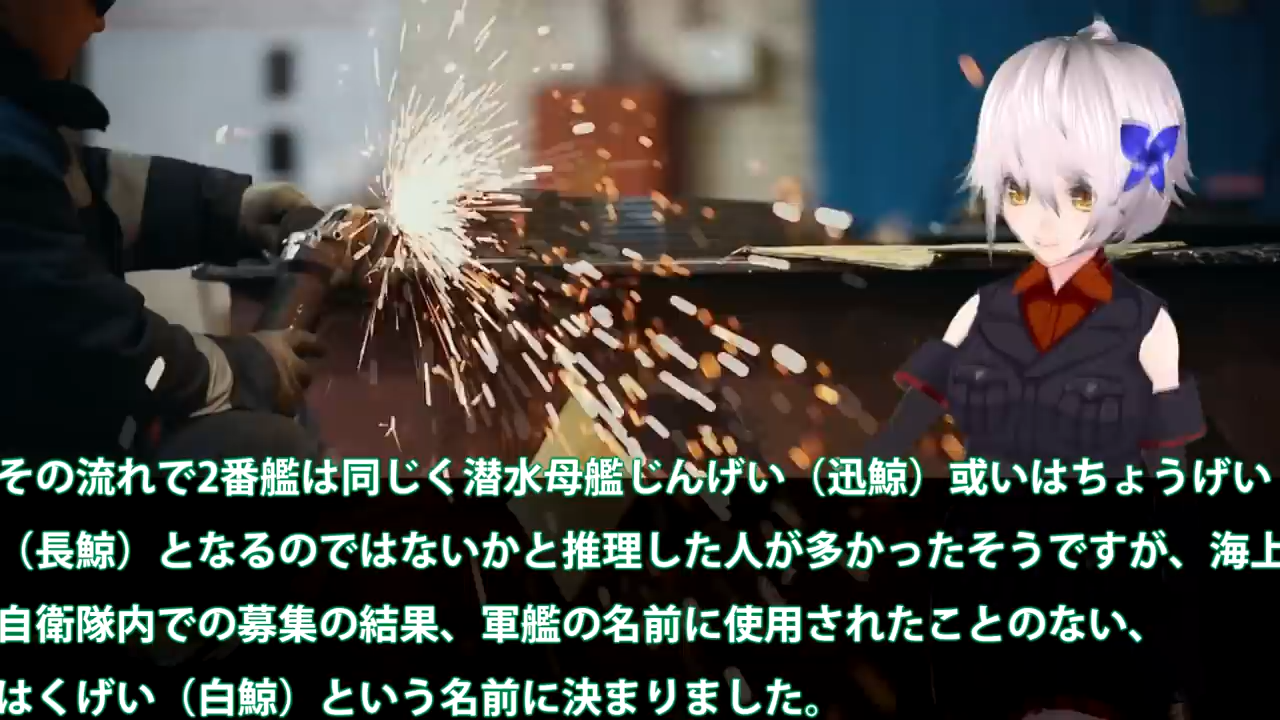 その流れで2番艦は同じく潜水母艦じんげい（迅鯨）或いはちょうげい
（長鯨）となるのではないかと推理した人が多かったそうですが、海上
自衛隊内での募集の結果、軍艦の名前に使用されたことのない、
はくげい（白鯨）という名前に決まりました。